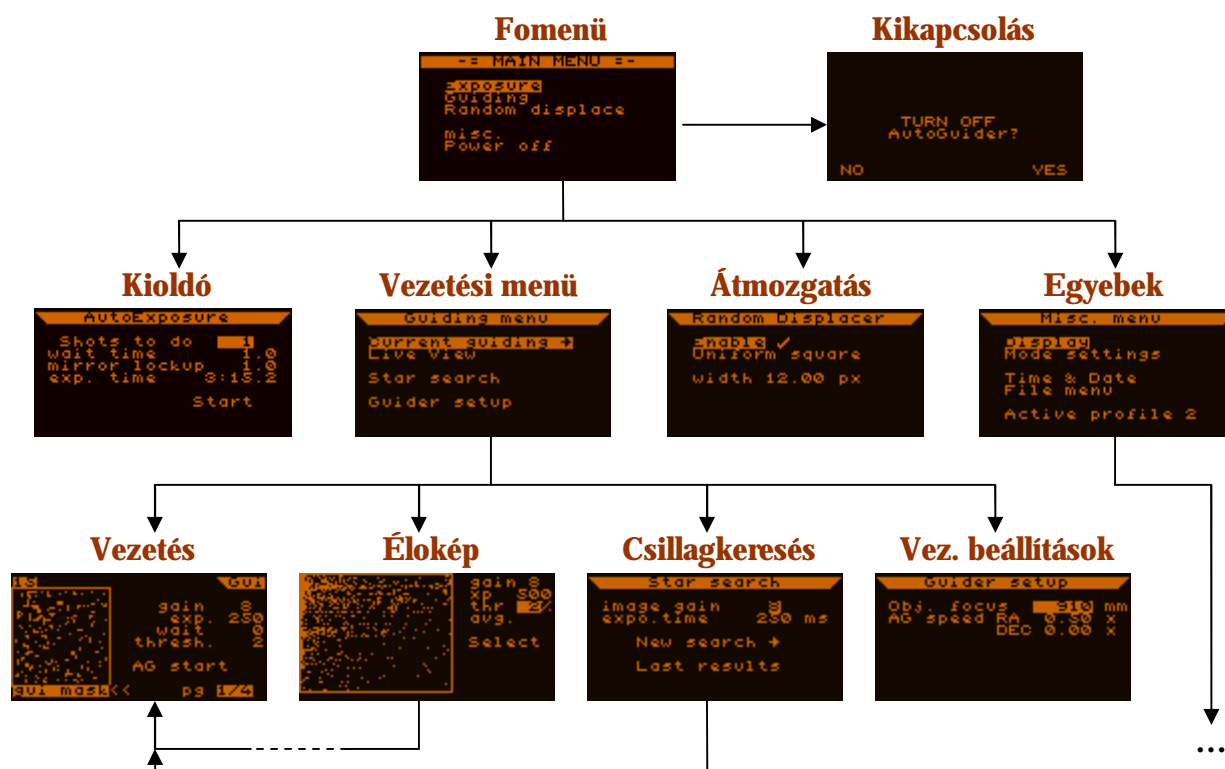 Fomenü
Kikapcsolás
-= MAIN MENU =-
Exposure
Guiding
Random displace
misc.
Power off
TURN OFF
AutoGuider?
NO YES
Kioldó
Vezetési menü
Átmozgatás
Egyebek
AutoExposure
Shots to do 1
wait time 1.0
mirror lockup 1.0
exp. time 3:15.2
Start
Guiding menu
Current guiding →
Live View
Star search
Guider setup
Random Displacer
Enable ✓
Uniform square
width 12.00 px
Misc. menu
Display
Mode settings
Time & Date
File menu
Active profile 2
Vezetés
Élokép
Csillagkeresés
Vez. beállítások
Gui
gain 8
exp. 250
wait 0
thresh. 2
AG start
gui mask<< pg 1/4
gain 8
xp 500
thr 2%
avg.
Select
Star search
image gain 8
expo.time 250 ms
New search →
Last results
Guider setup
Obj. focus 910 mm
AG speed RA 0.50 x
DEC 0.00 x
...